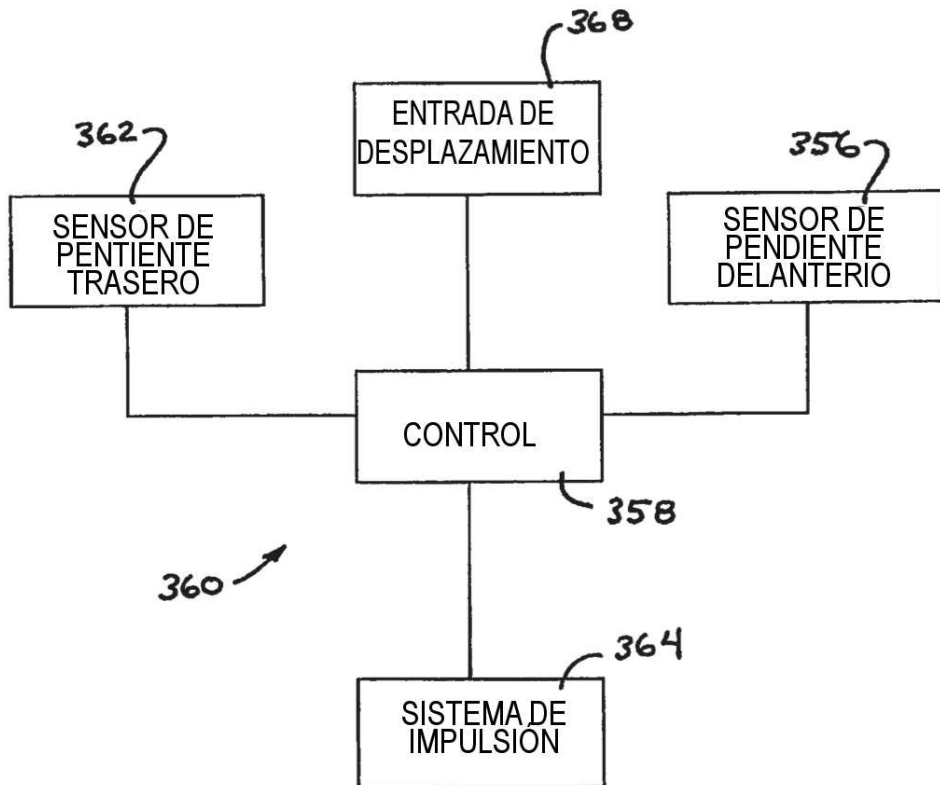 368
ENTRADA DE
DESPLAZAMIENTO
362
SENSOR DE
PENTIENTE
TRASERO
356
SENSOR DE
PENDIENTE
DELANTERIO
CONTROL
358
360
364
SISTEMA DE
IMPULSIÓN